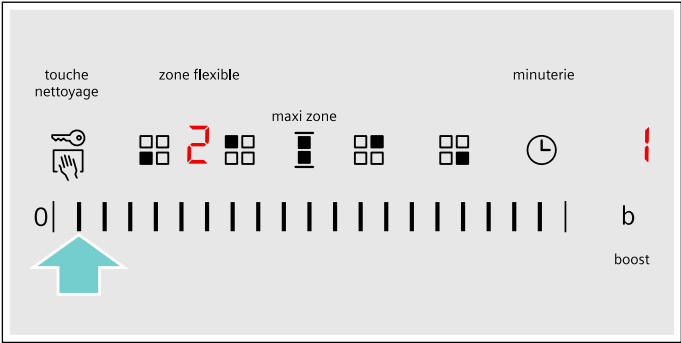 touche
nettoyage
zone flexible
minuterie
maxi zone
2
1
0
b
boost